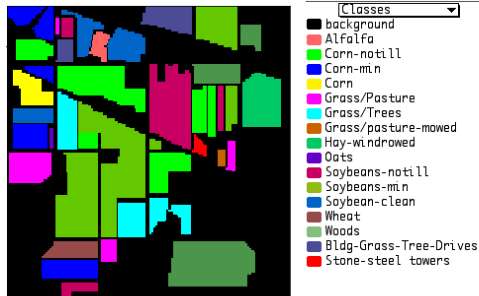 Classes
background
Alfalfa
Corn-notill
Corn-min
Corn
Grass/Pasture
Grass/Trees
Grass/pasture-mowed
Hay-windrowed
Oats
Soybeans-notill
Soybeans-min
Soybean-clean
Wheat
Woods
Bldg-Grass-Tree-Drives
Stone-steel towers